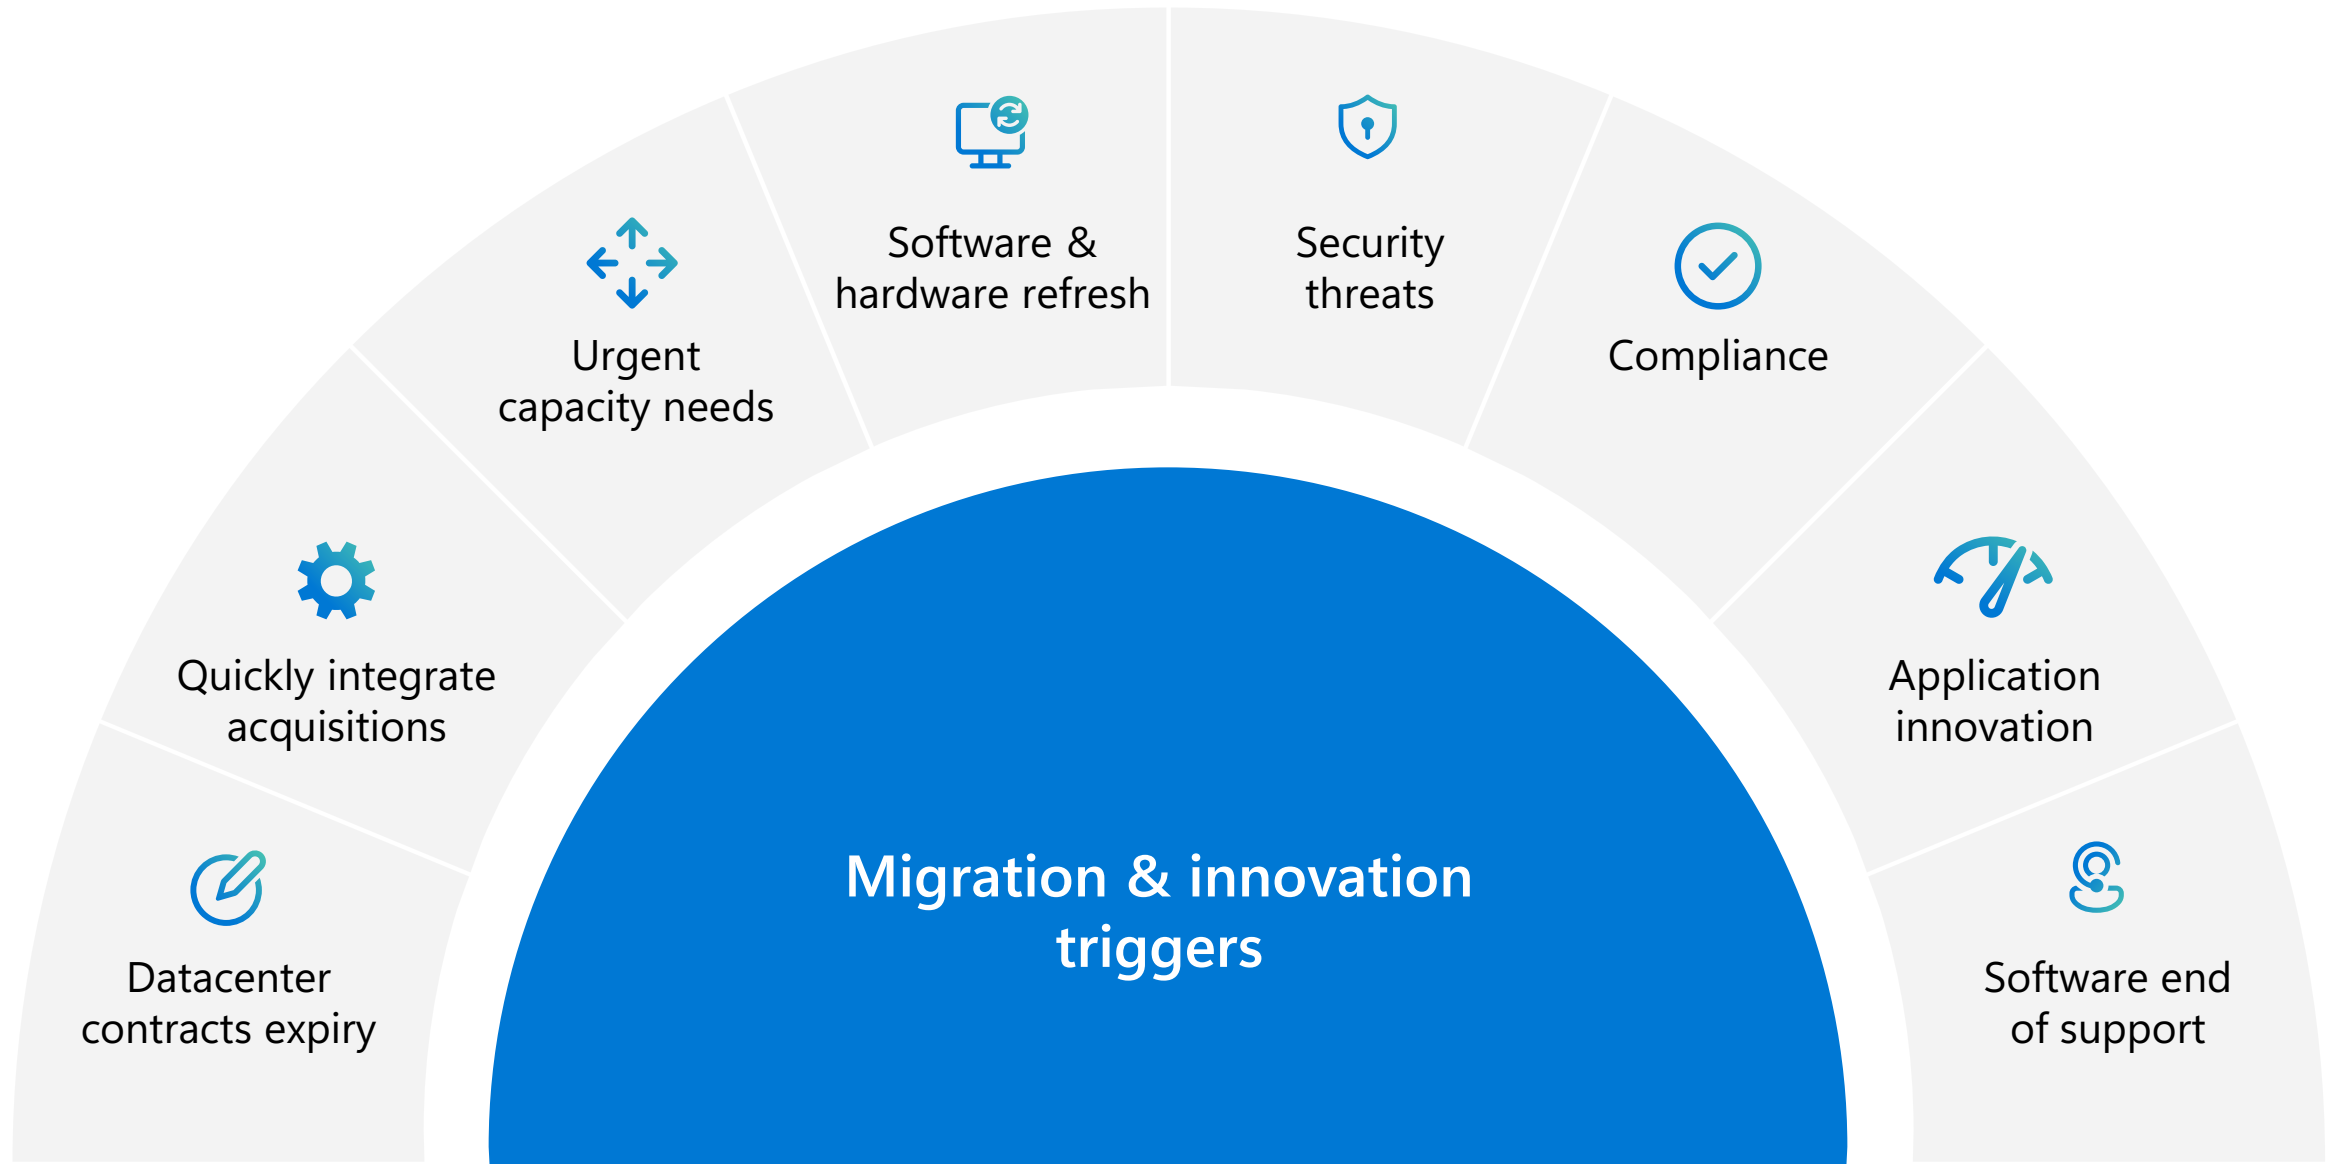 Software &
hardware refresh
Security
threats
Urgent
capacity needs
Compliance
Quickly integrate
acquisitions
Application
innovation
Migration & innovation
triggers
Datacenter
contracts expiry
Software end
of support